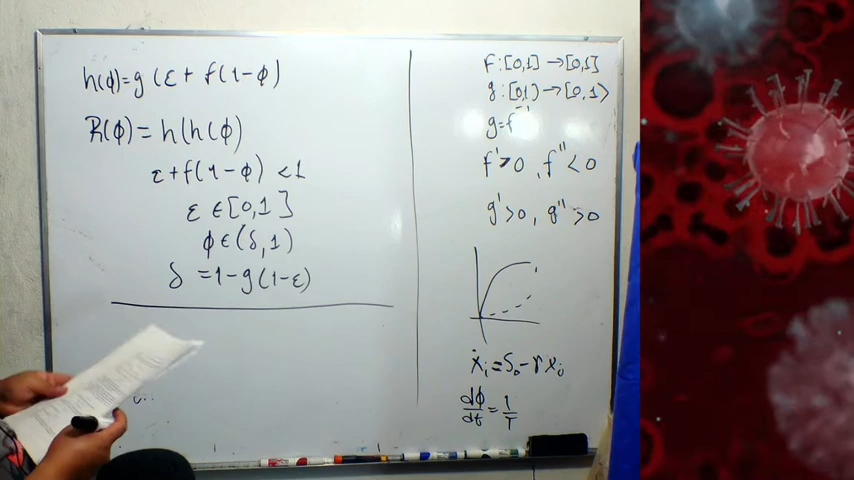 h(φ)=g(ε+f(1-φ)
R(φ)=h(h(φ)
ε+f(1-φ)<1
ε∈[0,1]
φ∈(δ,1)
δ=1-g(1-ε)
f:[0,1]→[0,1]
g:[0,1)→[0,1)
g=f⁻¹
f'>0, f''<0
g'>0, g''>0
ẋᵢ=S₀-γxᵢ
dφ/dt=1/T